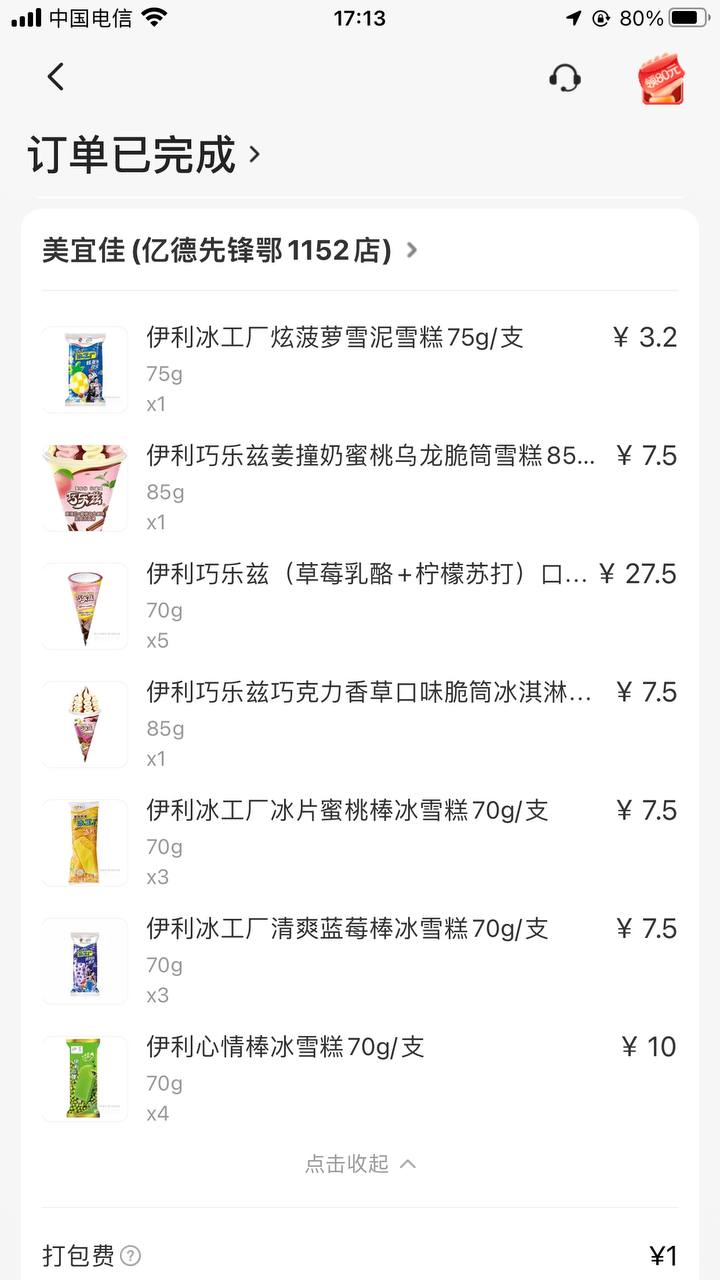 中国电信
17:13
80%
领80元
订单已完成
美宜佳(亿德先锋鄂1152店)
伊利冰工厂炫菠萝雪泥雪糕75g/支 ¥ 3.2
75g
x1
伊利巧乐兹姜撞奶蜜桃乌龙脆筒雪糕85... ¥ 7.5
85g
x1
巧乐兹
伊利巧乐兹（草莓乳酪+柠檬苏打）口... ¥ 27.5
70g
x5
伊利巧乐兹巧克力香草口味脆筒冰淇淋... ¥ 7.5
85g
x1
伊利冰工厂冰片蜜桃棒冰雪糕70g/支 ¥ 7.5
70g
x3
伊利冰工厂清爽蓝莓棒冰雪糕70g/支 ¥ 7.5
70g
x3
伊利心情棒冰雪糕70g/支 ¥ 10
70g
x4
点击收起
打包费 ? ¥1